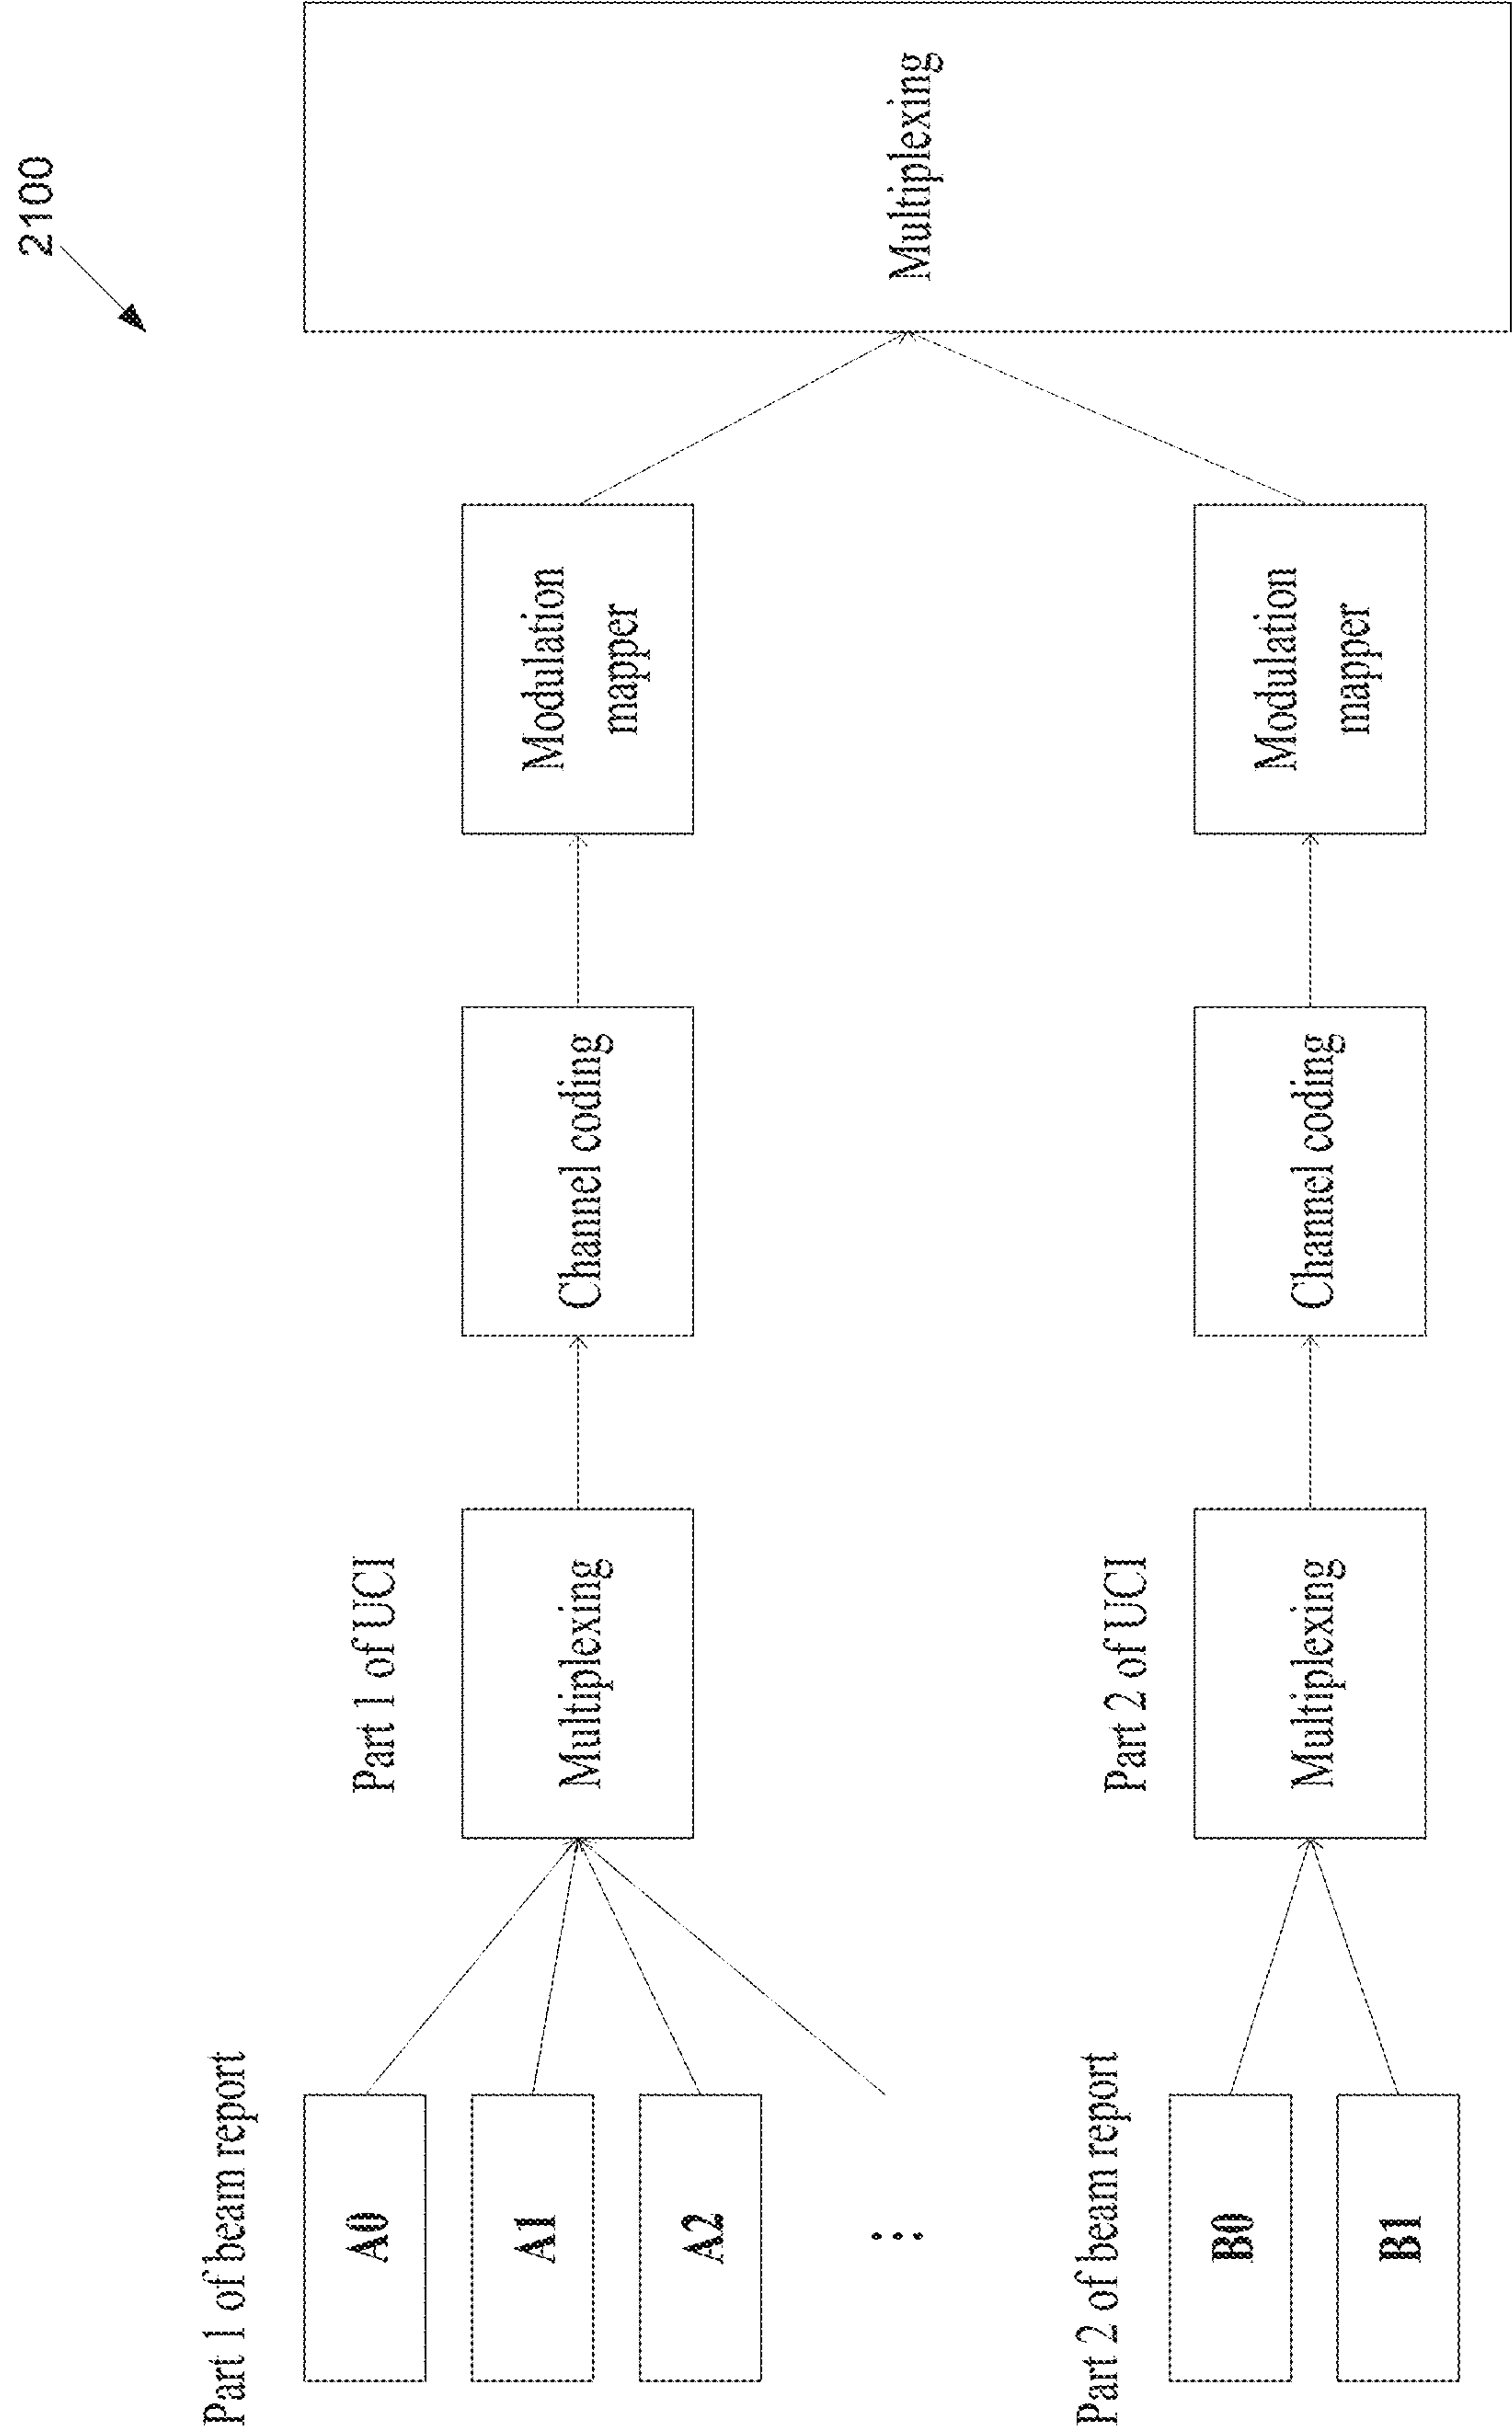 2100
Part 1 of beam report
A0
A1
A2
⋮
Part 1 of UCI
Multiplexing
Channel coding
Modulation
mapper
Part 2 of beam report
B0
B1
Part 2 of UCI
Multiplexing
Channel coding
Modulation
mapper
Multiplexing